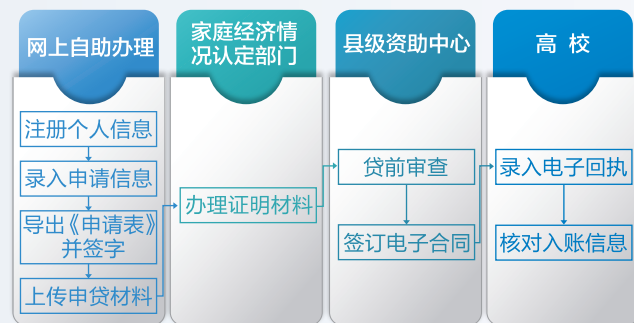 网上自助办理
注册个人信息
录入申请信息
导出《申请表》
并签字
上传申贷材料
家庭经济情
况认定部门
办理证明材料
县级资助中心
贷前审查
签订电子合同
高 校
录入电子回执
核对入账信息